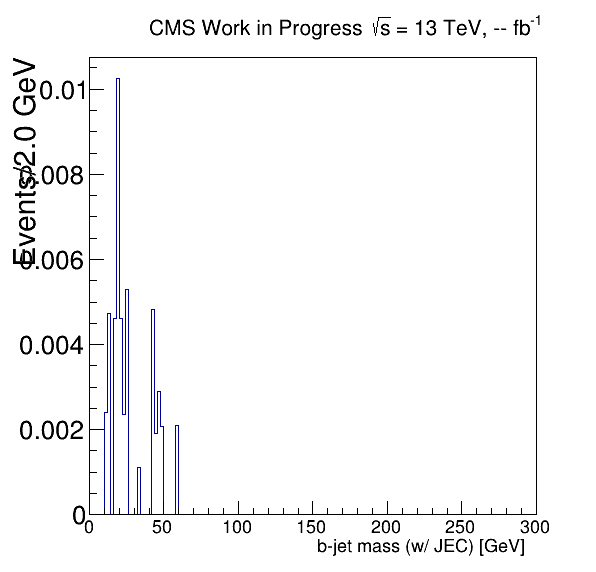 CMS Work in Progress √s = 13 TeV, -- fb-1
Events/2.0 GeV
0.01
0.008
0.006
0.004
0.002
0
0 50 100 150 200 250 300
b-jet mass (w/ JEC) [GeV]